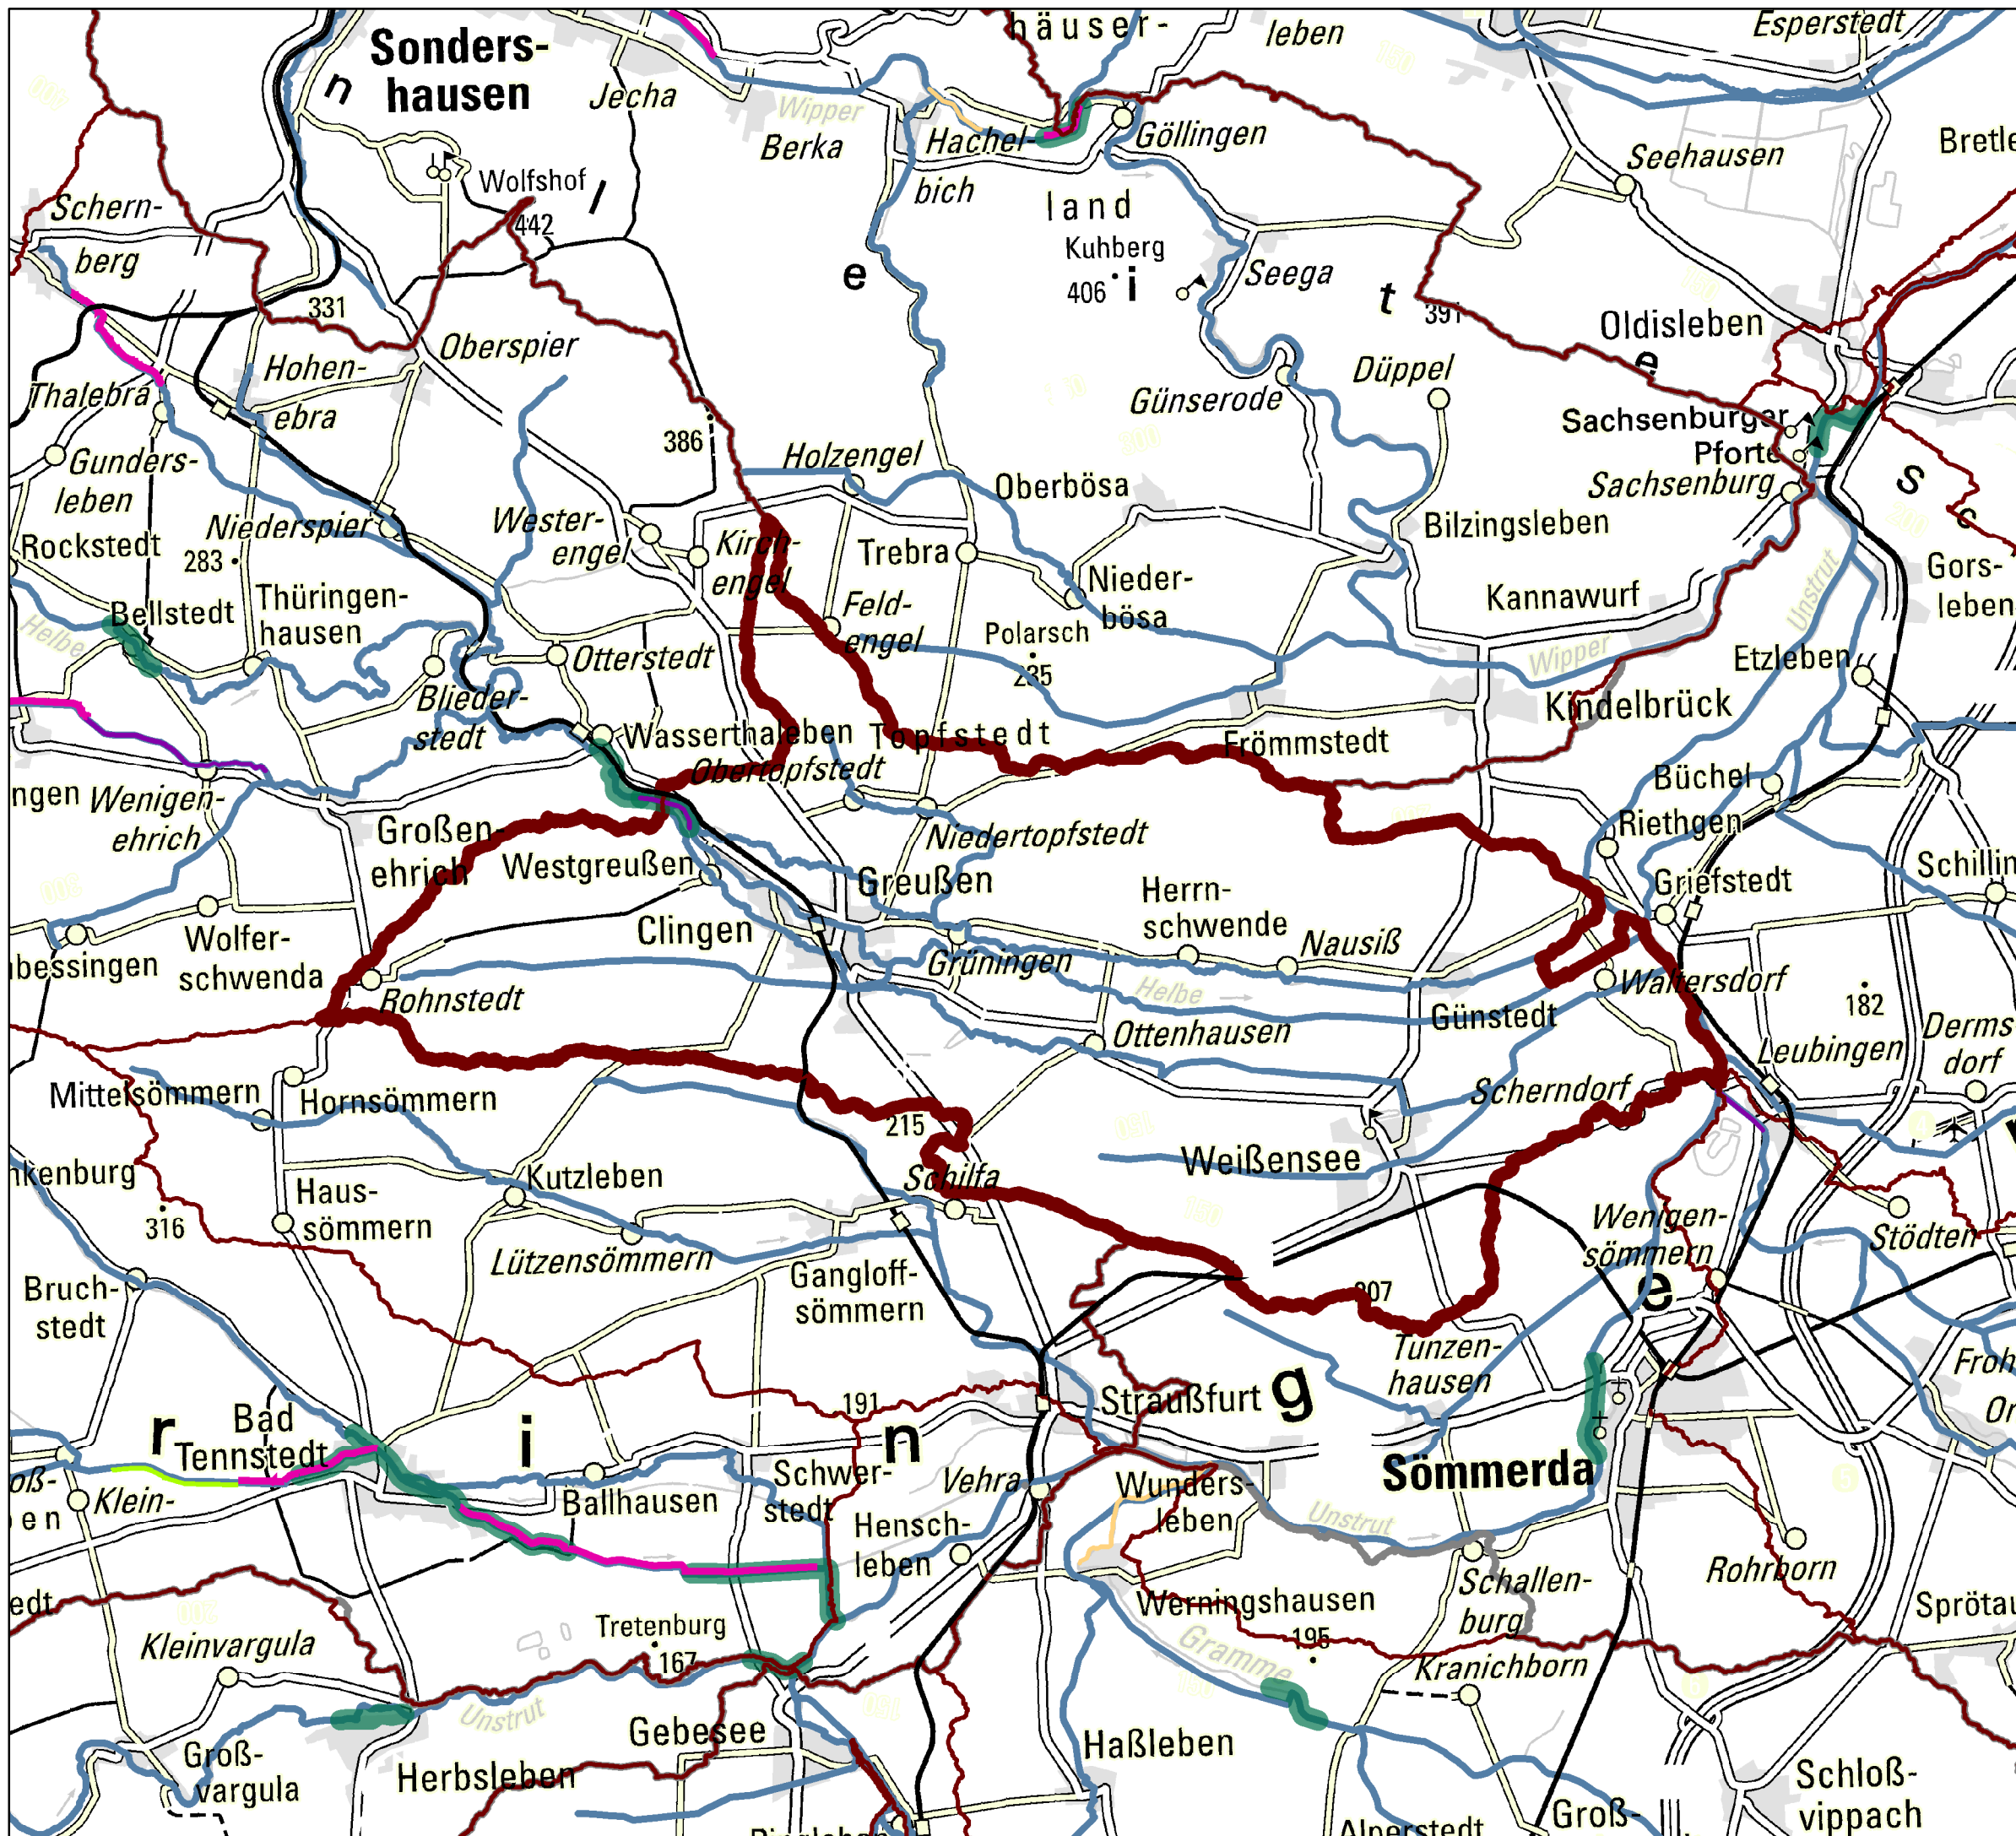 Sonders-
hausen
Jecha
Wipper
Berka
häuser-
leben
Esperstedt
Hachel-
bich
Göllingen
Seehausen
n
Wolfshof
442
l
Schern-
berg
land
Kuhberg
406
i
e
Seega
t
391
331
Oberspier
Hohen-
ebra
Thalebra
Oldisleben
e
Düppel
Günserode
Sachsenburger
Pforte
Sachsenburg
386
Holzengel
Oberbösa
Gunders-
leben
Rockstedt
283
Niederspier
Wester-
engel
Kirch-
engel
Trebra
Bilzingsleben
s
c
Gors-
leben
Bellstedt
Helbe
Thüringen-
hausen
Feld-
engel
Nieder-
bösa
Polarsch
235
Kannawurf
Unstrut
Wipper
Etzleben
Otterstedt
Blieder-
stedt
Kindelbrück
Wasserthaleben
Topfstedt
Obertopfstedt
Frömmstedt
Büchel
Riethgen
Wenigen-
ehrich
Großen-
ehrich
Westgreußen
Niedertopfstedt
Greußen
Herrn-
schwende
Nausiß
Griefstedt
Clingen
Wolfer-
schwenda
Grüningen
Helbe
Waltersdorf
182
Rohnstedt
Günstedt
Ottenhausen
Leubingen
Derms
dorf
Mittelsömmern
Hornsömmern
Scherndorf
215
Weißensee
Kutzleben
Schilfa
Haus-
sömmern
316
Lützensömmern
Wenigen-
sömmern
Stödten
Bruch-
stedt
Gangloff-
sömmern
207
e
Tunzen-
hausen
r
Bad
Tennstedt
i
191
n
Straußfurt
g
Klein-
Ballhausen
Schwer-
stedt
Vehra
Wunders-
leben
Sömmerda
Hensch-
leben
Unstrut
Rohrborn
Schallen-
burg
Werningshausen
195
Kleinvargula
Tretenburg
167
Gramme
Kranichborn
Unstrut
Gebesee
Haßleben
Groß-
vargula
Herbsleben
Schloß-
vippach
Groß-
Alperstedt